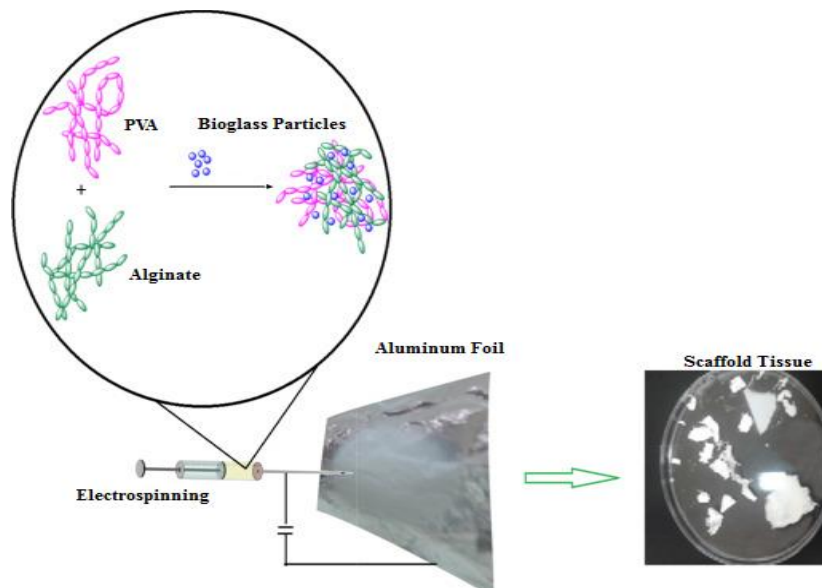 PVA
Bioglass Particles
+
Alginate
Aluminum Foil
Scaffold Tissue
Electrospinning